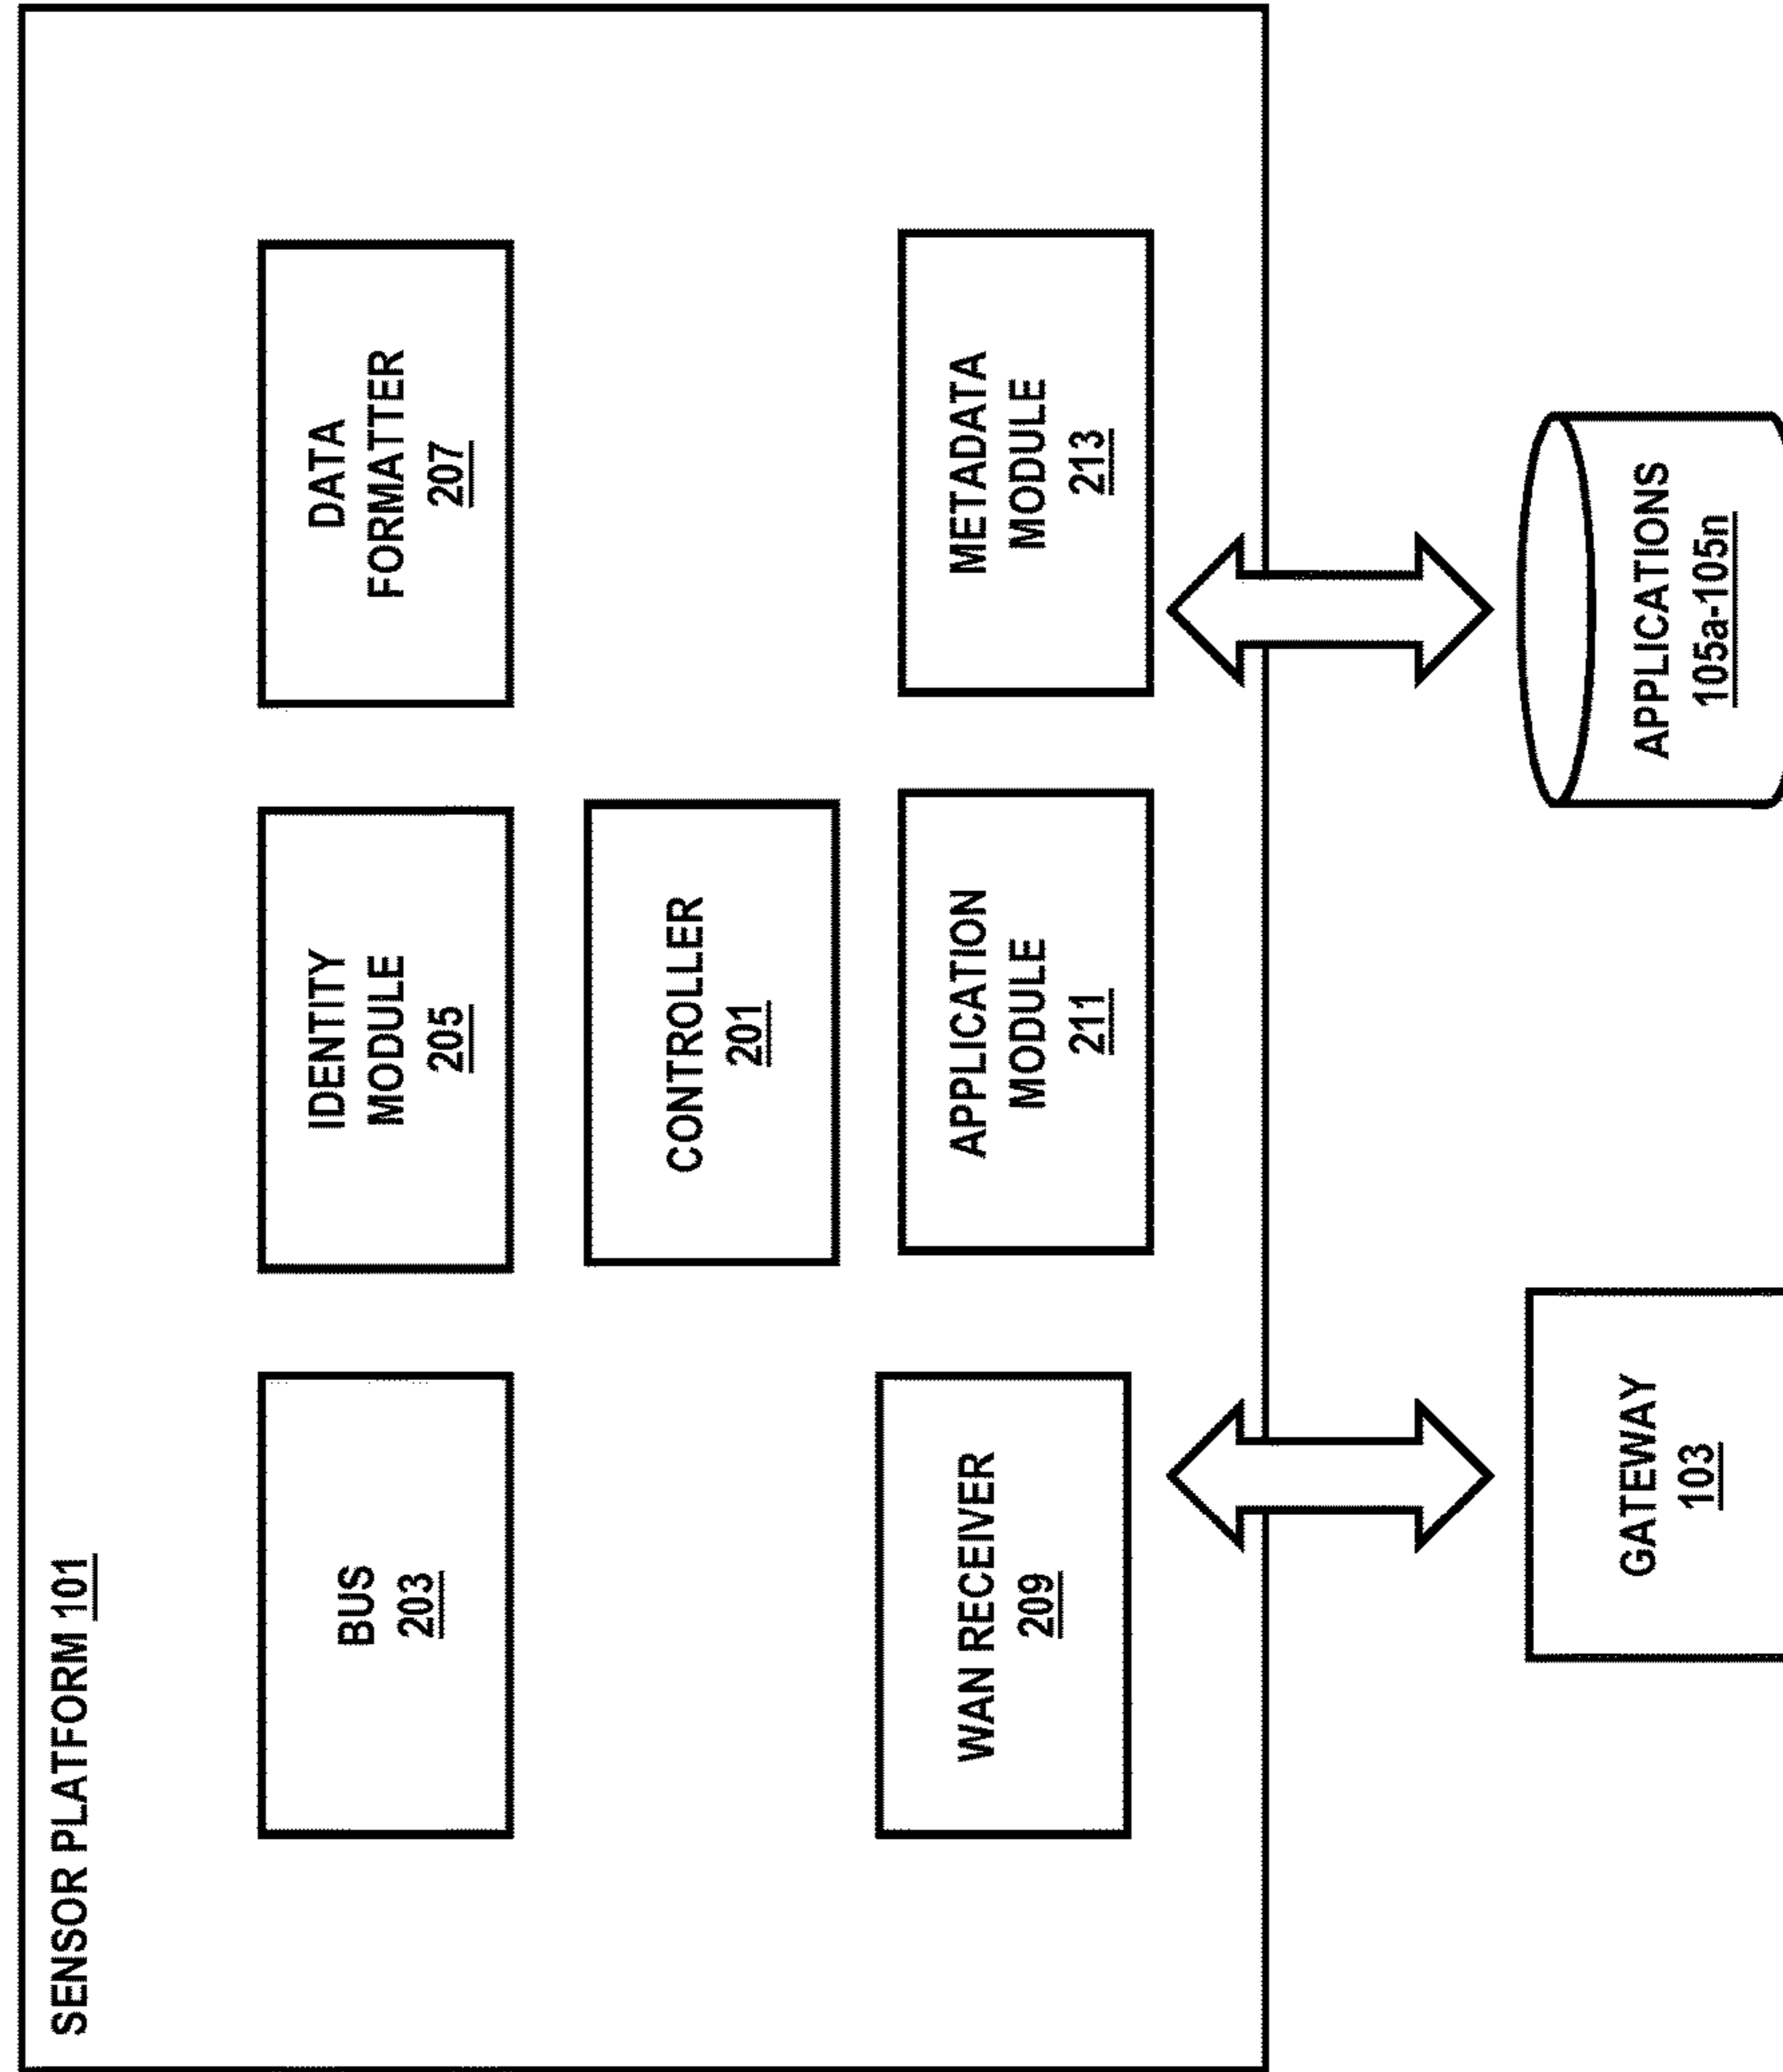 SENSOR PLATFORM 101
BUS
203
IDENTITY
MODULE
205
DATA
FORMATTER
207
CONTROLLER
201
WAN RECEIVER
209
APPLICATION
MODULE
211
METADATA
MODULE
213
GATEWAY
103
APPLICATIONS
105a-105n